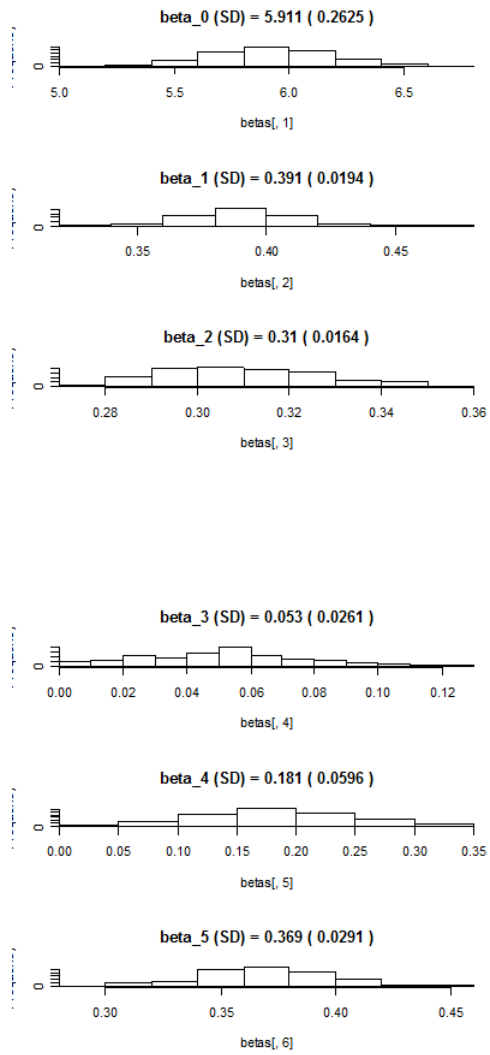 beta_0 (SD) = 5.911 ( 0.2625 )
0
5.0 5.5 6.0 6.5
betas[, 1]
beta_1 (SD) = 0.391 ( 0.0194 )
0
0.35 0.40 0.45
betas[, 2]
beta_2 (SD) = 0.31 ( 0.0164 )
0
0.28 0.30 0.32 0.34 0.36
betas[, 3]
beta_3 (SD) = 0.053 ( 0.0261 )
0
0.00 0.02 0.04 0.06 0.08 0.10 0.12
betas[, 4]
beta_4 (SD) = 0.181 ( 0.0596 )
0
0.00 0.05 0.10 0.15 0.20 0.25 0.30 0.35
betas[, 5]
beta_5 (SD) = 0.369 ( 0.0291 )
0
0.30 0.35 0.40 0.45
betas[, 6]